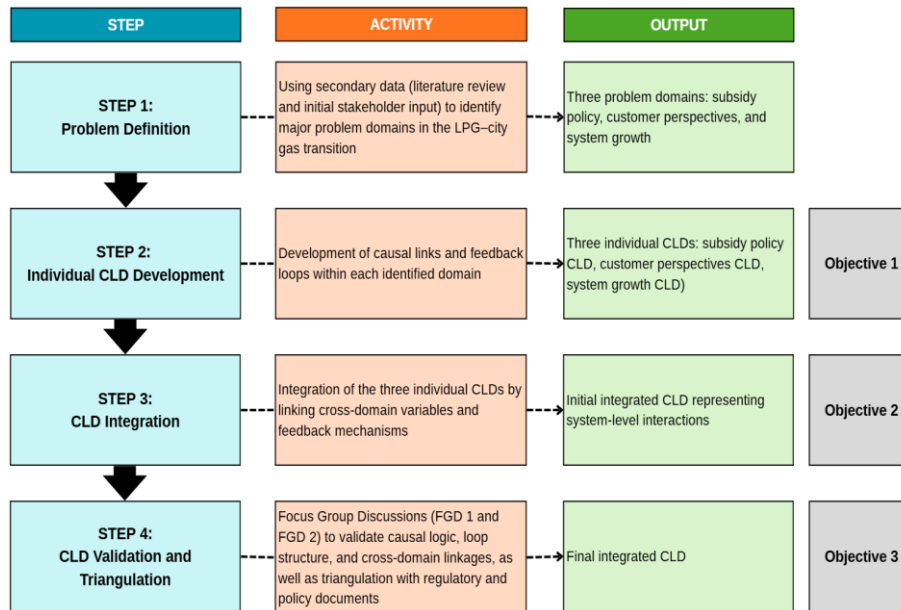 STEP
ACTIVITY
OUTPUT
STEP 1:
Problem Definition
Using secondary data (literature review
and initial stakeholder input) to identify
major problem domains in the LPG–city
gas transition
Three problem domains: subsidy
policy, customer perspectives, and
system growth
STEP 2:
Individual CLD Development
Development of causal links and feedback
loops within each identified domain
Three individual CLDs: subsidy policy
CLD, customer perspectives CLD,
system growth CLD)
Objective 1
STEP 3:
CLD Integration
Integration of the three individual CLDs by
linking cross-domain variables and
feedback mechanisms
Initial integrated CLD representing
system-level interactions
Objective 2
STEP 4:
CLD Validation and
Triangulation
Focus Group Discussions (FGD 1 and
FGD 2) to validate causal logic, loop
structure, and cross-domain linkages, as
well as triangulation with regulatory and
policy documents
Final integrated CLD
Objective 3